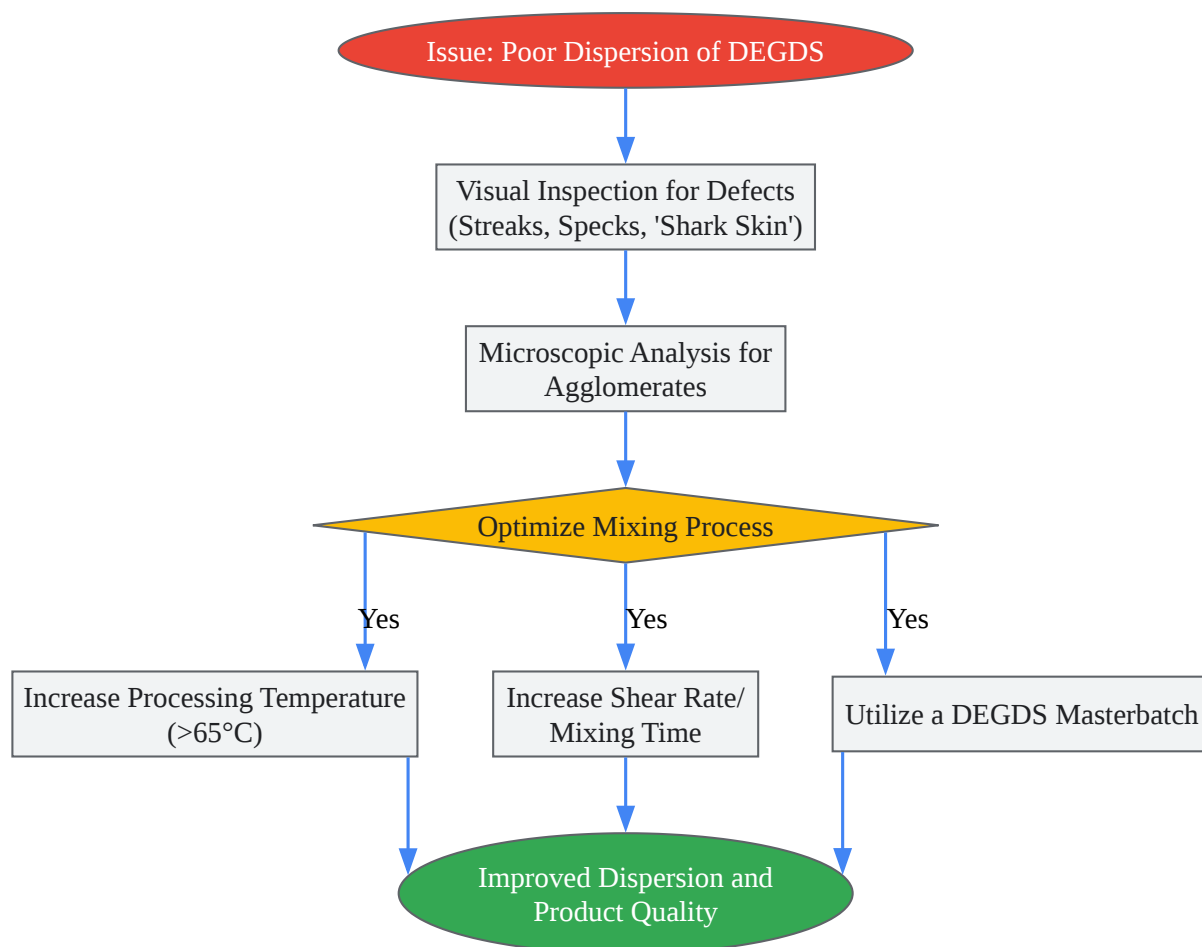 Issue: Poor Dispersion of DEGDS
Visual Inspection for Defects
(Streaks, Specks, 'Shark Skin')
Microscopic Analysis for
Agglomerates
Optimize Mixing Process
Yes
Yes
Yes
Increase Processing Temperature
(>65°C)
Increase Shear Rate/
Mixing Time
Utilize a DEGDS Masterbatch
Improved Dispersion and
Product Quality